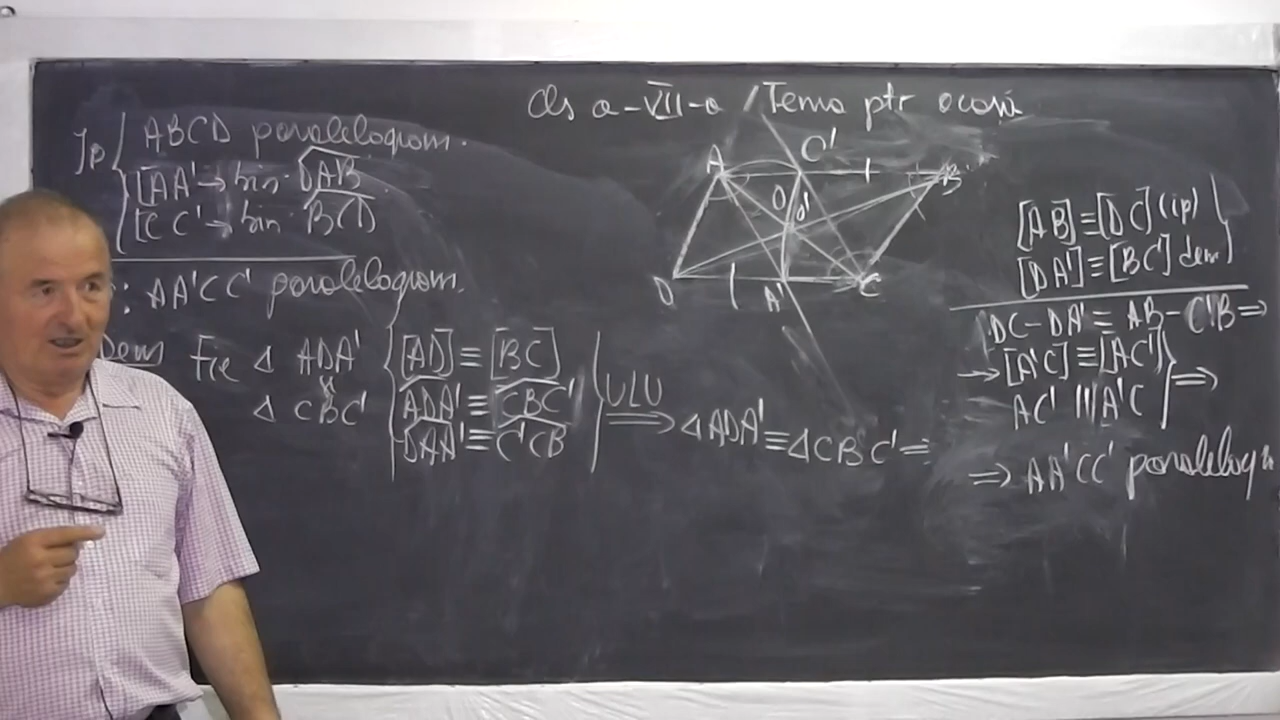 Cls a-VII-a / Tema ptr acasă
Ip { ABCD paralelogram.
[AA' → bis. DAB
[CC' → bis. BCD
: AA'CC' paralelogram.
Dem Fie △ ADA'
△ CBC'
[AD] ≡ [BC]
ADA' ≡ CBC'
DAA' ≡ C'CB
ULU
⟹ △ADA' ≡ △CBC' ⇒
A
C'
B
O
O'
D
A'
C
[AB] ≡ [DC] (ip)
[DA'] ≡ [BC'] dem
DC - DA' = AB - C'B ⇒
⇒ [A'C] ≡ [AC']
AC' || A'C
⟹
⟹ AA'CC' paralelogr